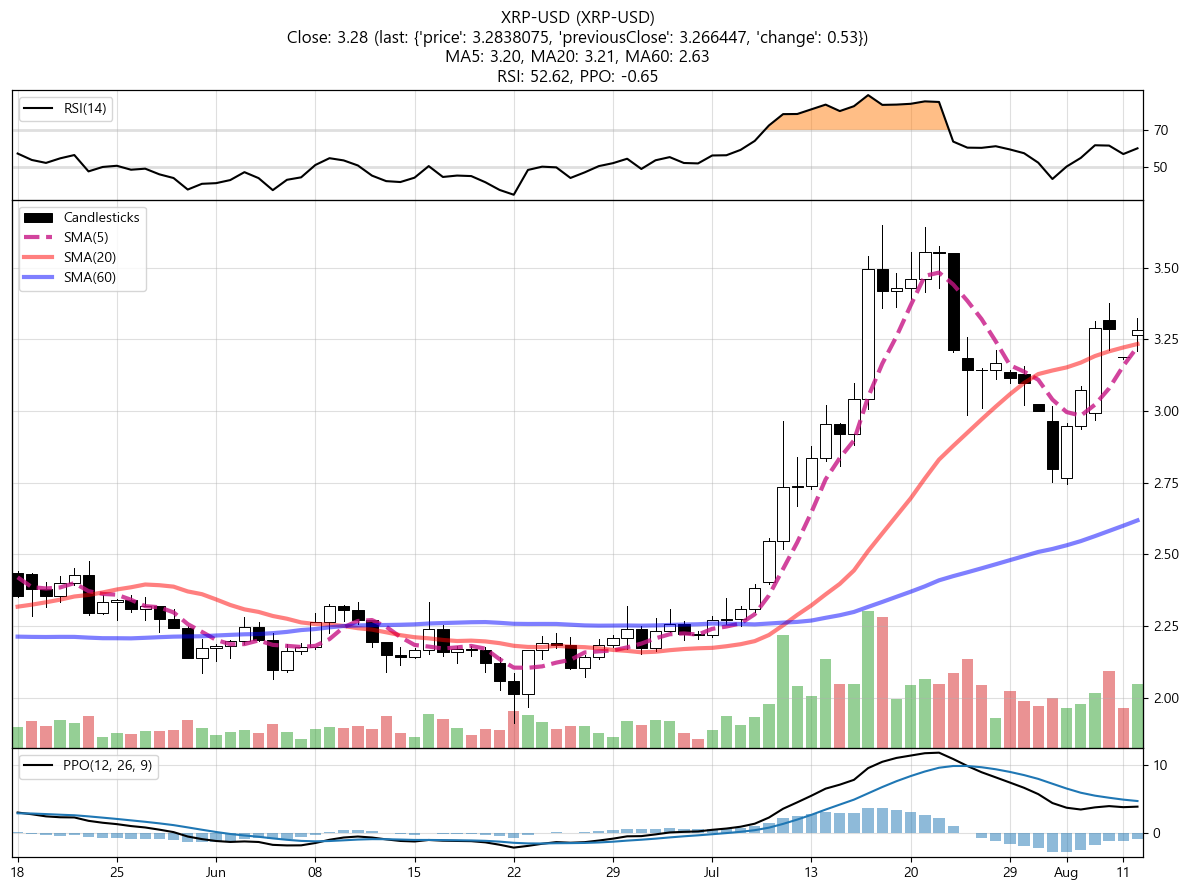 XRP-USD (XRP-USD)
Close: 3.28 (last: {'price': 3.2838075, 'previousClose': 3.266447, 'change': 0.53})
MA5: 3.20, MA20: 3.21, MA60: 2.63
RSI: 52.62, PPO: -0.65
RSI(14)
70
50
Candlesticks
SMA(5)
SMA(20)
SMA(60)
3.50
3.25
3.00
2.75
2.50
2.25
2.00
PPO(12, 26, 9)
10
0
18 25 Jun 08 15 22 29 Jul 13 20 29 Aug 11